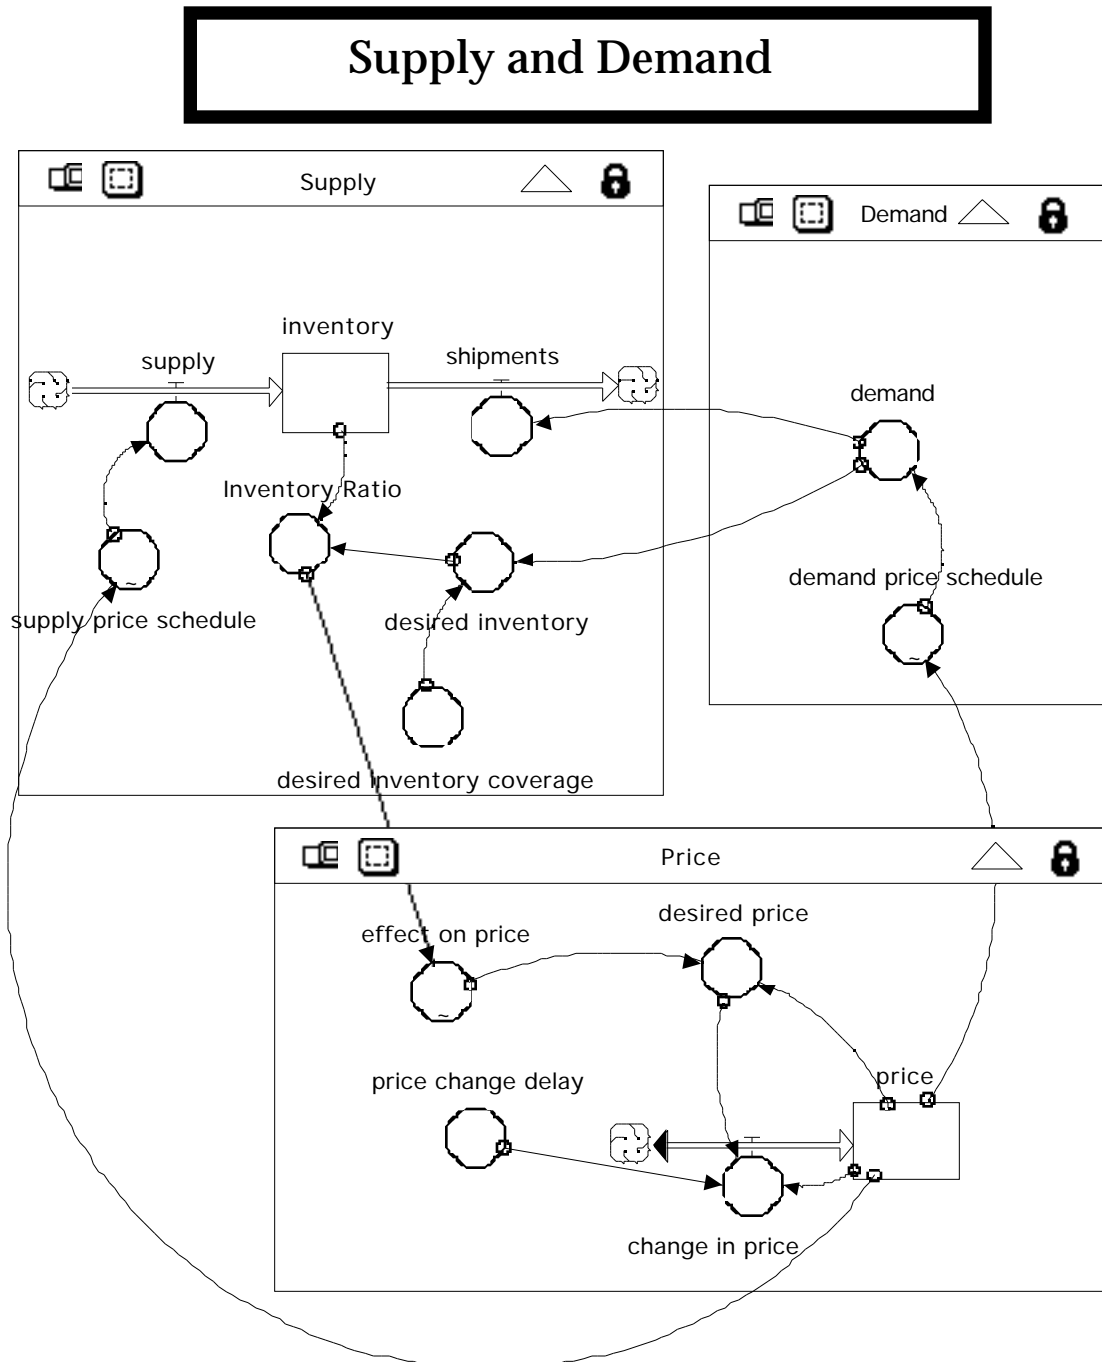 Supply and Demand
Supply
Demand
inventory
supply
shipments
demand
Inventory Ratio
demand price schedule
supply price schedule
desired inventory
desired inventory coverage
Price
desired price
effect on price
~
price
price change delay
change in price